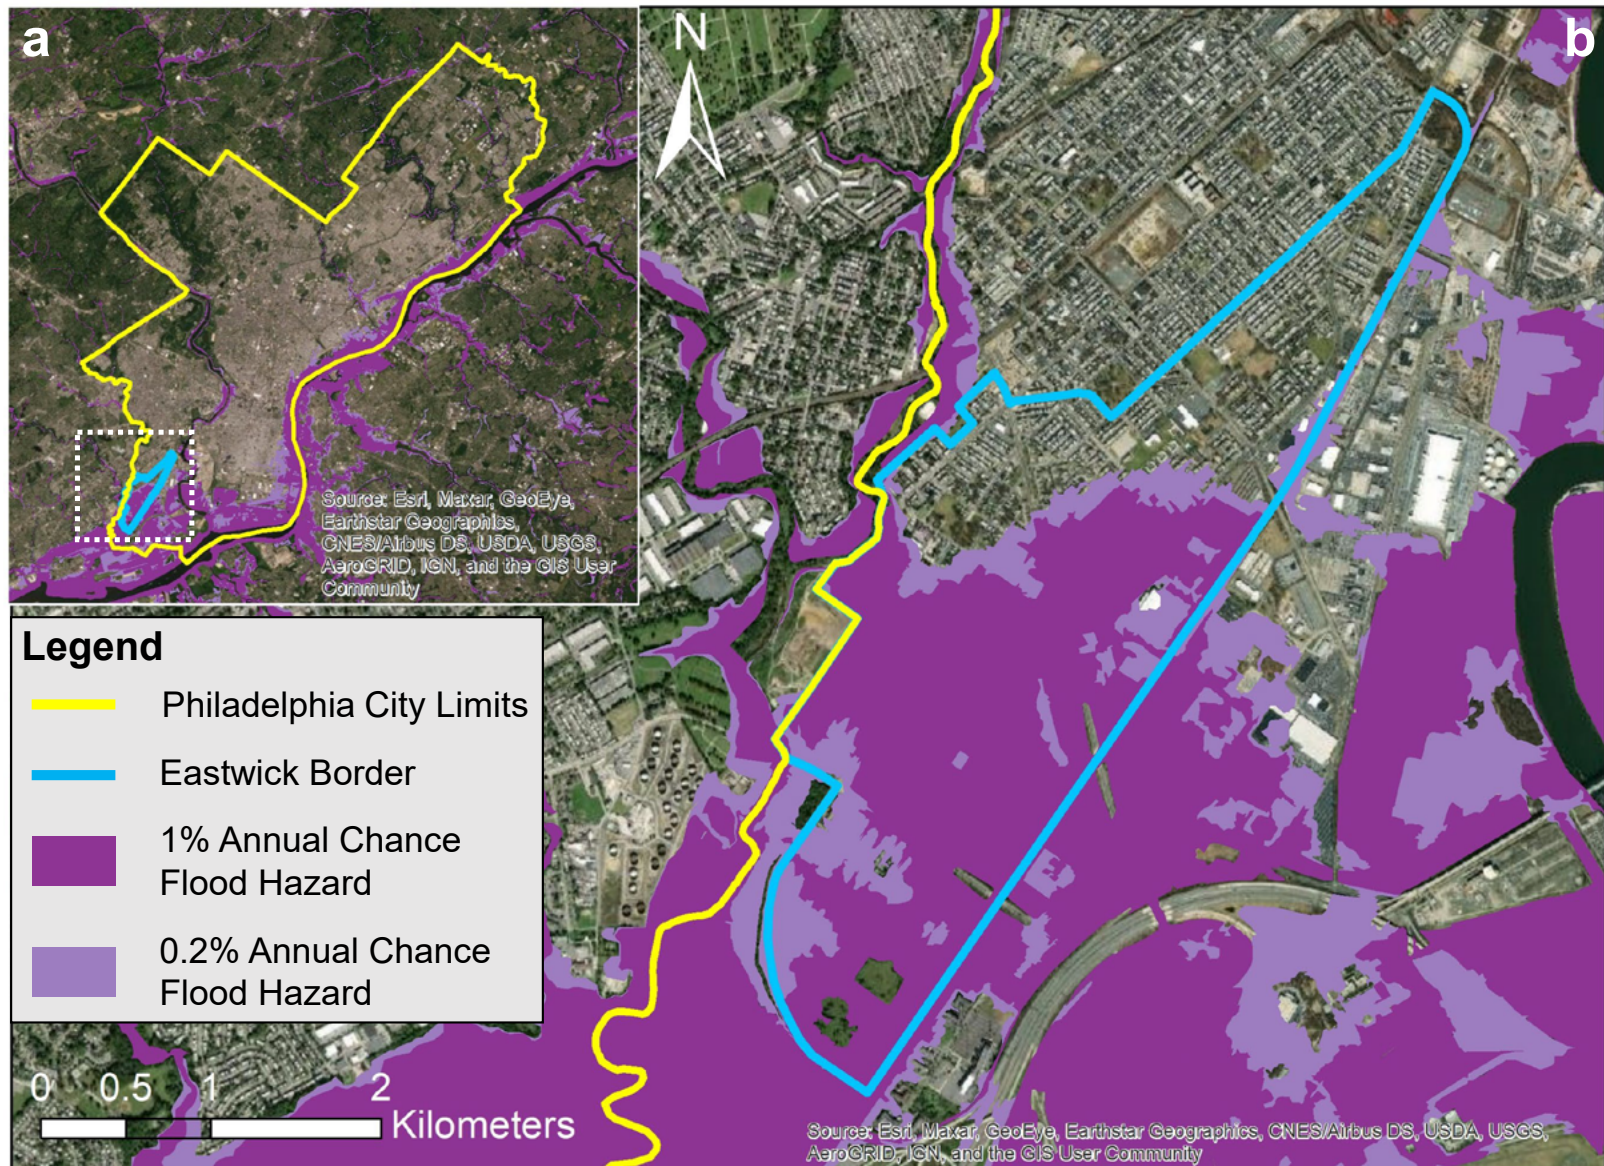 a
Source: Esri, Maxar, GeoEye,
Earthstar Geographics,
CNES/Airbus DS, USDA, USGS,
AeroGRID, IGN, and the GIS User
Community
N
b
Legend
Philadelphia City Limits
Eastwick Border
1% Annual Chance
Flood Hazard
0.2% Annual Chance
Flood Hazard
0 0.5 1 2
Kilometers
Source: Esri, Maxar, GeoEye, Earthstar Geographics, CNES/Airbus DS, USDA, USGS,
AeroGRID, IGN, and the GIS User Community